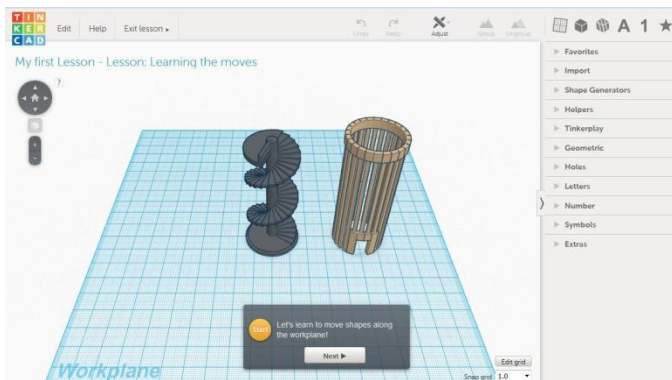 TIN
KER
CAD
Edit Help Exit lesson
Undo Redo Adjust Group Ungroup
A 1
My first Lesson - Lesson: Learning the moves
?
Favorites
Import
Shape Generators
Helpers
Tinkerplay
Geometric
Holes
Letters
Number
Symbols
Extras
Start
Let's learn to move shapes along
the workplane!
Next
Workplane
Edit grid
Snap grid 1.0